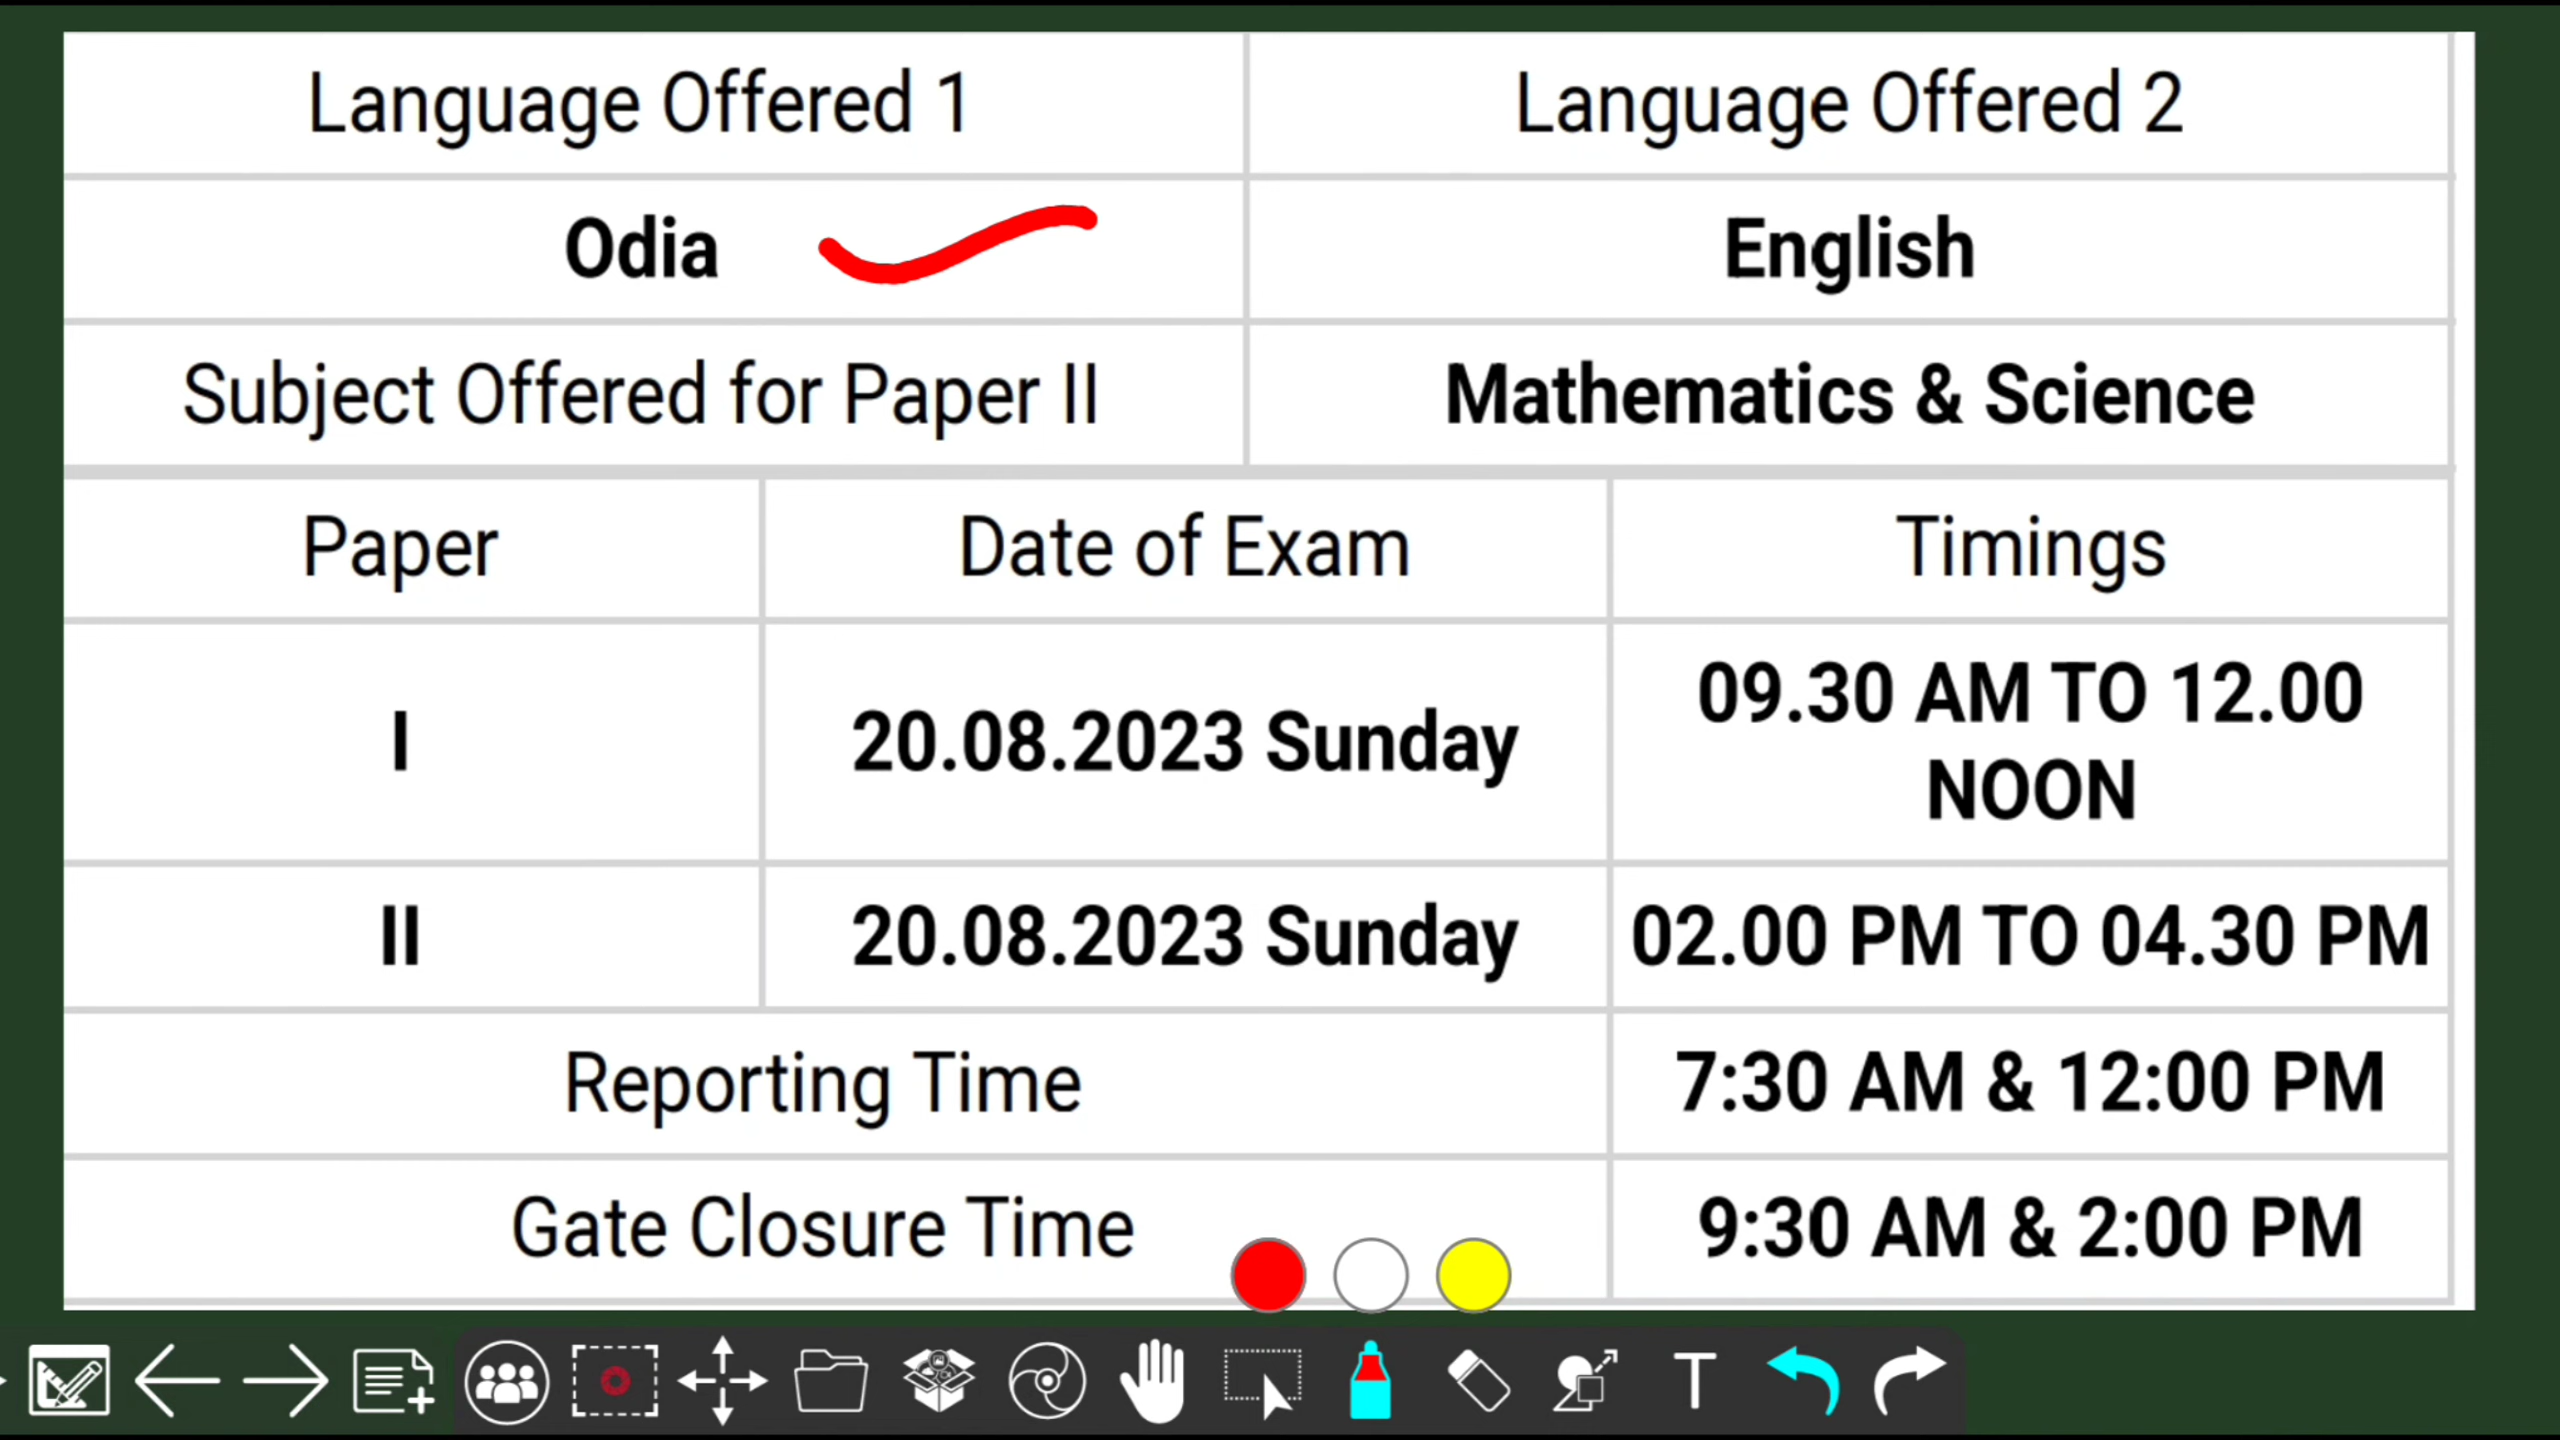 Language Offered 1
Language Offered 2
Odia
English
Subject Offered for Paper II
Mathematics & Science
Paper
Date of Exam
Timings
I
20.08.2023 Sunday
09.30 AM TO 12.00
NOON
II
20.08.2023 Sunday
02.00 PM TO 04.30 PM
Reporting Time
7:30 AM & 12:00 PM
Gate Closure Time
9:30 AM & 2:00 PM
T